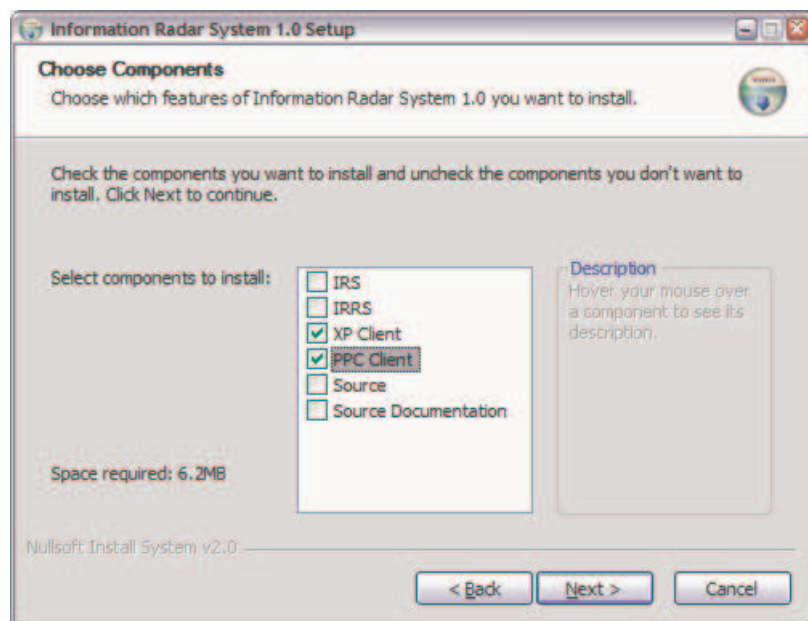 Information Radar System 1.0 Setup
Choose Components
Choose which features of Information Radar System 1.0 you want to install.
Check the components you want to install and uncheck the components you don't want to
install. Click Next to continue.
Select components to install:
IRS
IRRS
XP Client
PPC Client
Source
Source Documentation
Description
Hover your mouse over
a component to see its
description.
Space required: 6.2MB
Nullsoft Install System v2.0
< Back
Next >
Cancel